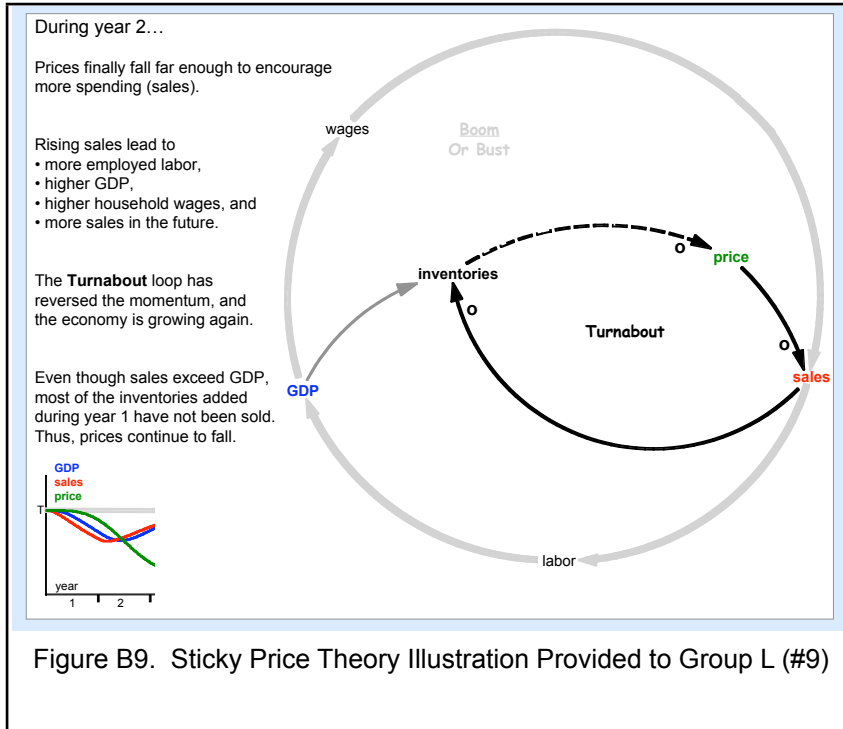 During year 2…
Prices finally fall far enough to encourage
more spending (sales).
Rising sales lead to
• more employed labor,
• higher GDP,
• higher household wages, and
• more sales in the future.
The Turnabout loop has
reversed the momentum, and
the economy is growing again.
Even though sales exceed GDP,
most of the inventories added
during year 1 have not been sold.
Thus, prices continue to fall.
GDP
sales
price
T
year
1 2
wages
Boom
Or Bust
inventories
o
o
price
Turnabout
o
sales
GDP
labor
Figure B9. Sticky Price Theory Illustration Provided to Group L (#9)